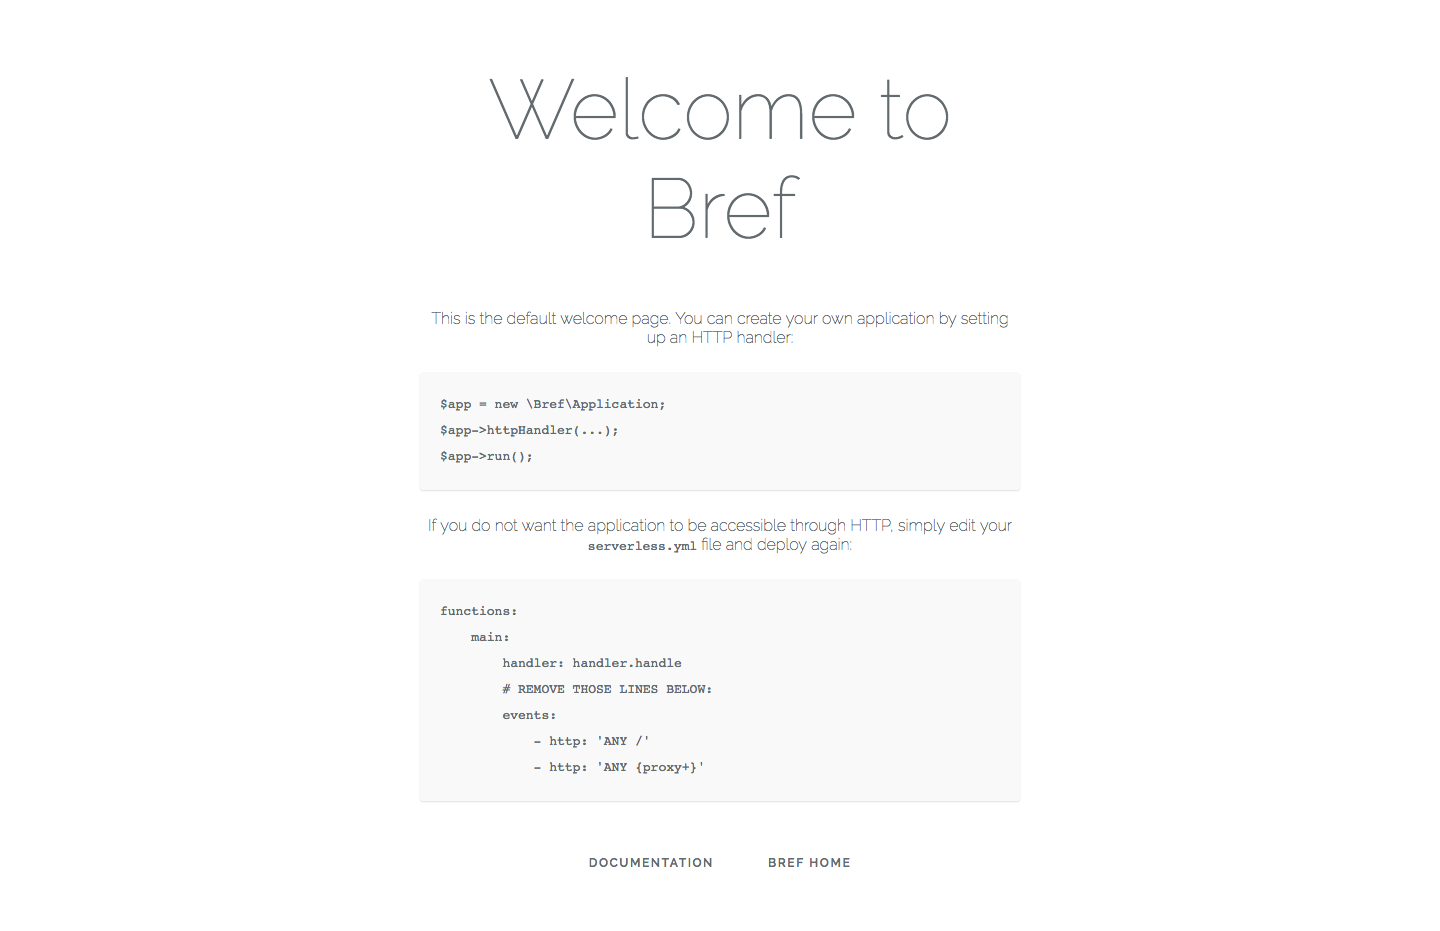 Welcome to
Bref
This is the default welcome page. You can create your own application by setting
up an HTTP handler:
$app = new \Bref\Application;
$app->httpHandler(...);
$app->run();
If you do not want the application to be accessible through HTTP, simply edit your
serverless.yml file and deploy again:
functions:
    main:
        handler: handler.handle
        # REMOVE THOSE LINES BELOW:
        events:
            - http: 'ANY /'
            - http: 'ANY {proxy+}'
DOCUMENTATION BREF HOME